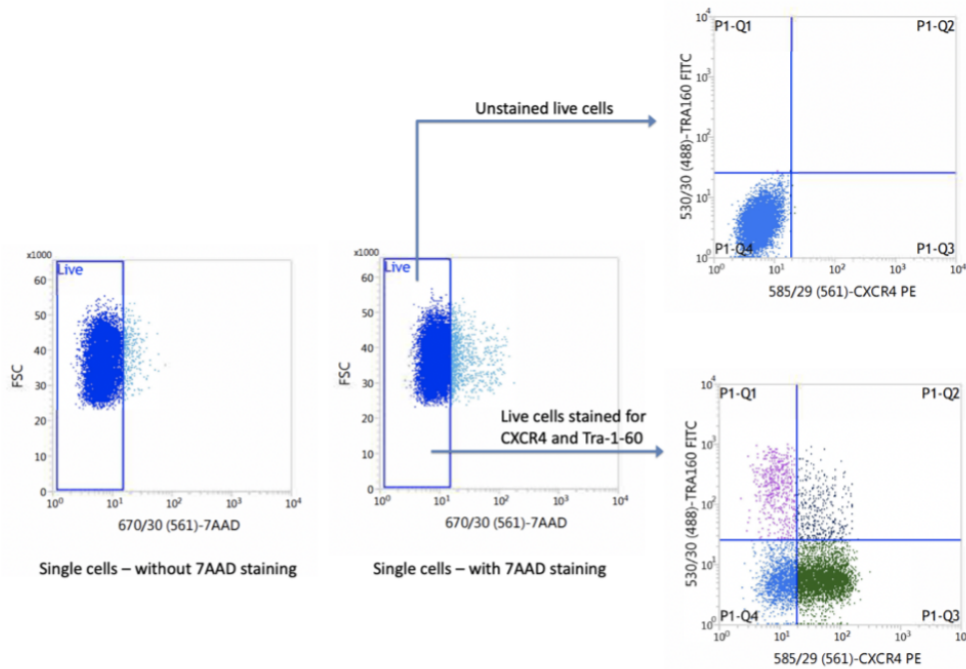 Unstained live cells
10⁴
P1-Q1
P1-Q2
10³
10²
10¹
10⁰
P1-Q4
P1-Q3
10⁰
10¹
10²
10³
10⁴
530/30 (488)-TRA160 FITC
585/29 (561)-CXCR4 PE
x1000
Live
60
50
40
30
20
10
0
FSC
10⁰
10¹
10²
10³
10⁴
670/30 (561)-7AAD
Single cells – without 7AAD staining
x1000
Live
60
50
40
30
20
10
0
FSC
10⁰
10¹
10²
10³
10⁴
670/30 (561)-7AAD
Single cells – with 7AAD staining
Live cells stained for
CXCR4 and Tra-1-60
10⁴
P1-Q1
P1-Q2
10³
10²
10¹
10⁰
P1-Q4
P1-Q3
10⁰
10¹
10²
10³
10⁴
530/30 (488)-TRA160 FITC
585/29 (561)-CXCR4 PE